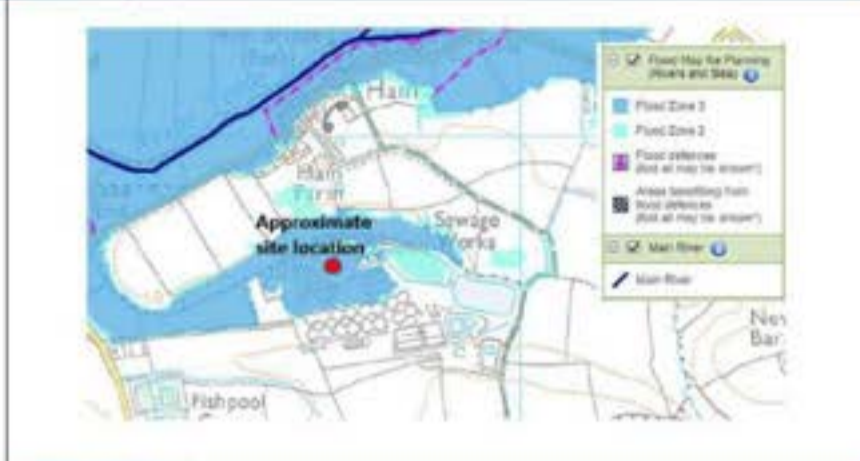 Ham
Ham
Farm
Approximate
site location
Sewage
Works
Fishpool
New
Bar
Flood Map for Planning
(Rivers and Sea)
Flood Zone 3
Flood Zone 2
Flood defences
(Not all may be shown*)
Areas benefiting from
flood defences
(Not all may be shown*)
Main River
Main River